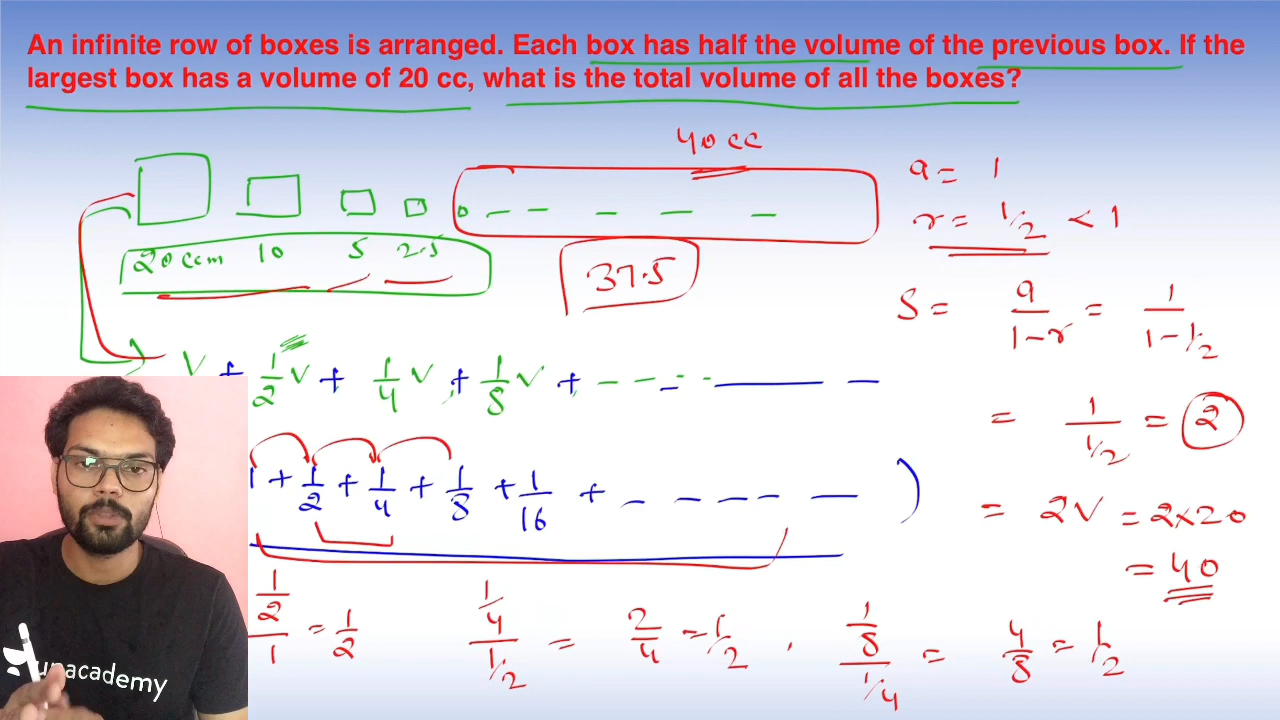 An infinite row of boxes is arranged. Each box has half the volume of the previous box. If the
largest box has a volume of 20 cc, what is the total volume of all the boxes?
40 cc
20 ccm 10 5 2.5
37.5
V + 1/2 V + 1/4 V + 1/8 V + - - - - - -
1 + 1/2 + 1/4 + 1/8 + 1/16 + - - - - - )
1/2 / 1 = 1/2
1/4 / 1/2 = 2/4 = 1/2 , 1/8 / 1/4 = 4/8 = 1/2
a = 1
r = 1/2 < 1
S = a / 1-r = 1 / 1-1/2
= 1 / 1/2 = 2
= 2V = 2x20
= 40
unacademy